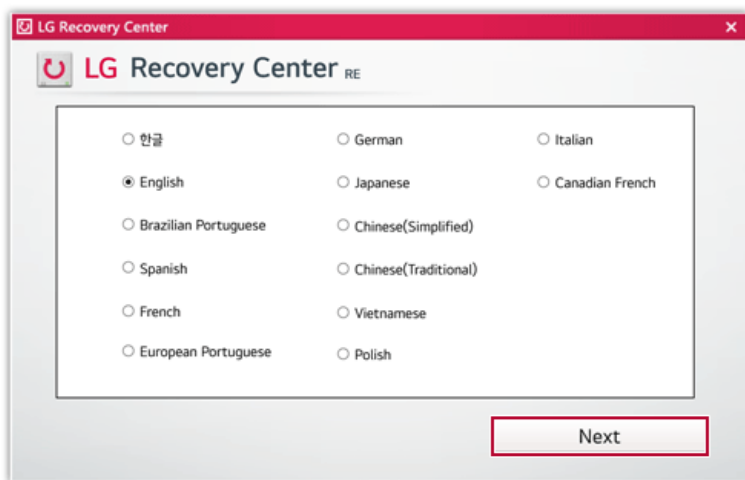 LG Recovery Center
LG Recovery Center RE
한글
German
Italian
English
Japanese
Canadian French
Brazilian Portuguese
Chinese(Simplified)
Spanish
Chinese(Traditional)
French
Vietnamese
European Portuguese
Polish
Next